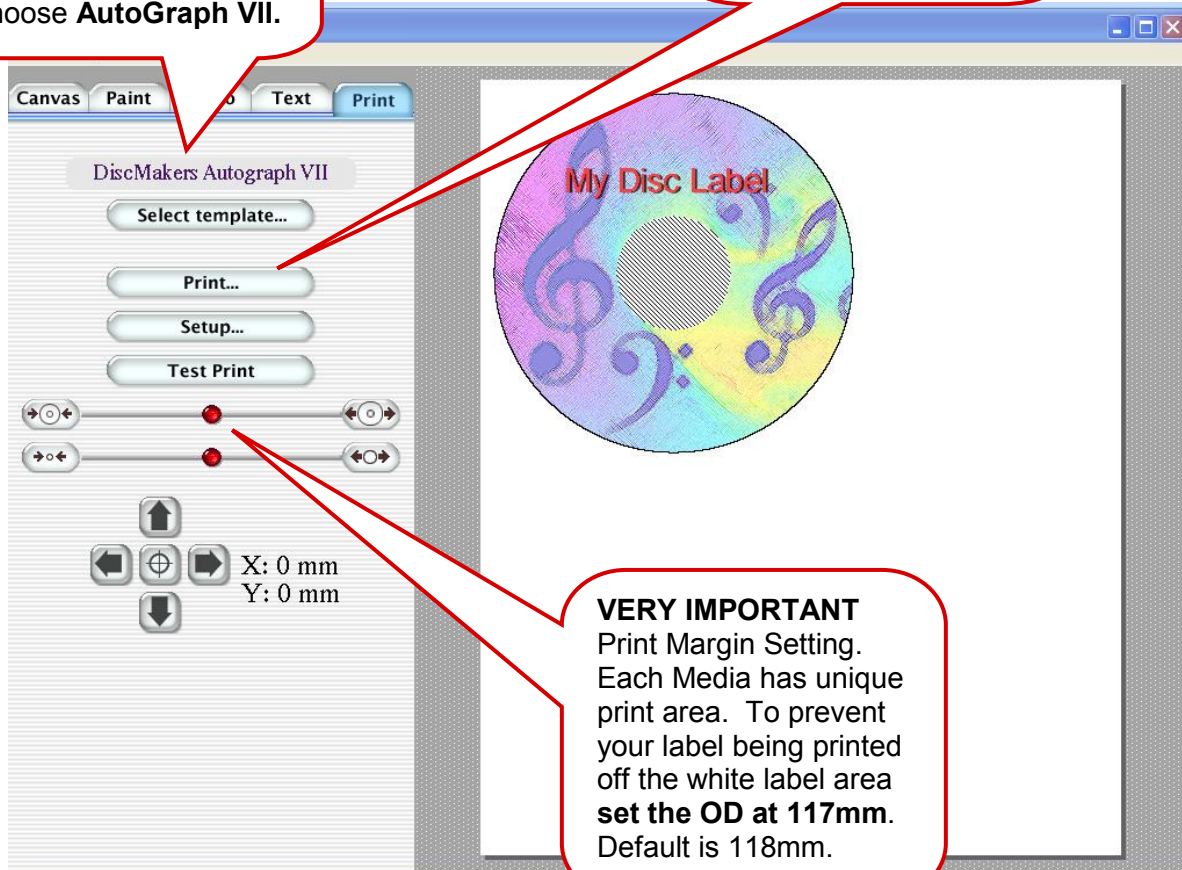 hoose AutoGraph VII.
Canvas Paint Text Print
DiscMakers Autograph VII
Select template...
Print...
Setup...
Test Print
X: 0 mm
Y: 0 mm
My Disc Label
VERY IMPORTANT
Print Margin Setting.
Each Media has unique
print area. To prevent
your label being printed
off the white label area
set the OD at 117mm.
Default is 118mm.